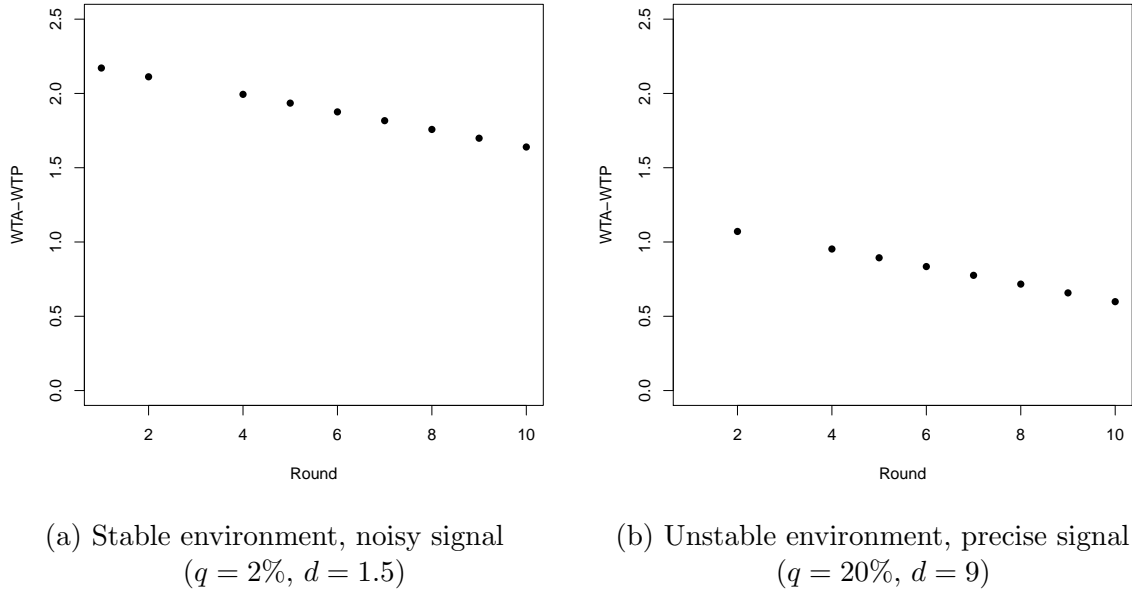 2.5
2.0
1.5
1.0
0.5
0.0
WTA−WTP
2 4 6 8 10
Round
(a) Stable environment, noisy signal
(q = 2%, d = 1.5)
2.5
2.0
1.5
1.0
0.5
0.0
WTA−WTP
2 4 6 8 10
Round
(b) Unstable environment, precise signal
(q = 20%, d = 9)